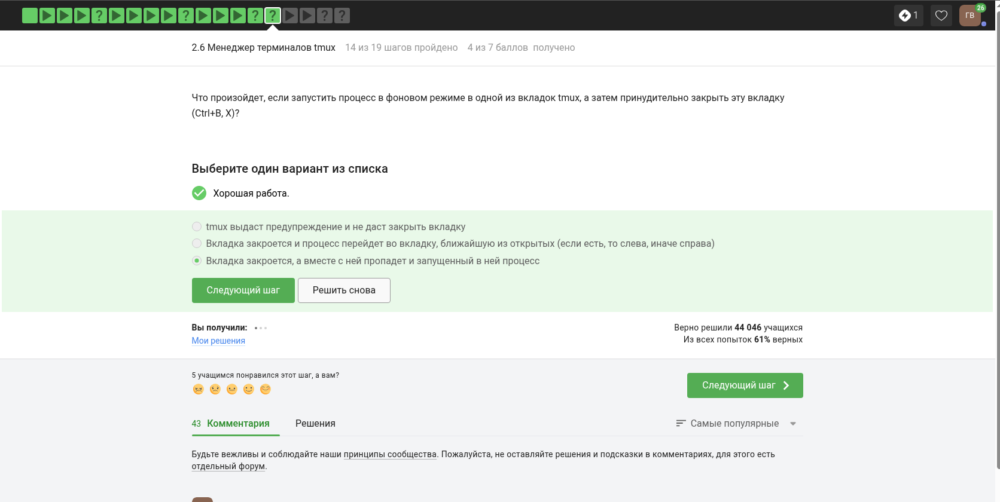 ? ? ? ? ? ?
1
ГВ
26
2.6 Менеджер терминалов tmux 14 из 19 шагов пройдено 4 из 7 баллов получено
Что произойдет, если запустить процесс в фоновом режиме в одной из вкладок tmux, а затем принудительно закрыть эту вкладку
(Ctrl+B, X)?
Выберите один вариант из списка
Хорошая работа.
tmux выдаст предупреждение и не даст закрыть вкладку
Вкладка закроется и процесс перейдет во вкладку, ближайшую из открытых (если есть, то слева, иначе справа)
Вкладка закроется, а вместе с ней пропадет и запущенный в ней процесс
Следующий шаг Решить снова
Вы получили:
Мои решения
Верно решили 44 046 учащихся
Из всех попыток 61% верных
5 учащимся понравился этот шаг, а вам?
Следующий шаг
43 Комментария Решения Самые популярные
Будьте вежливы и соблюдайте наши принципы сообщества. Пожалуйста, не оставляйте решения и подсказки в комментариях, для этого есть
отдельный форум.